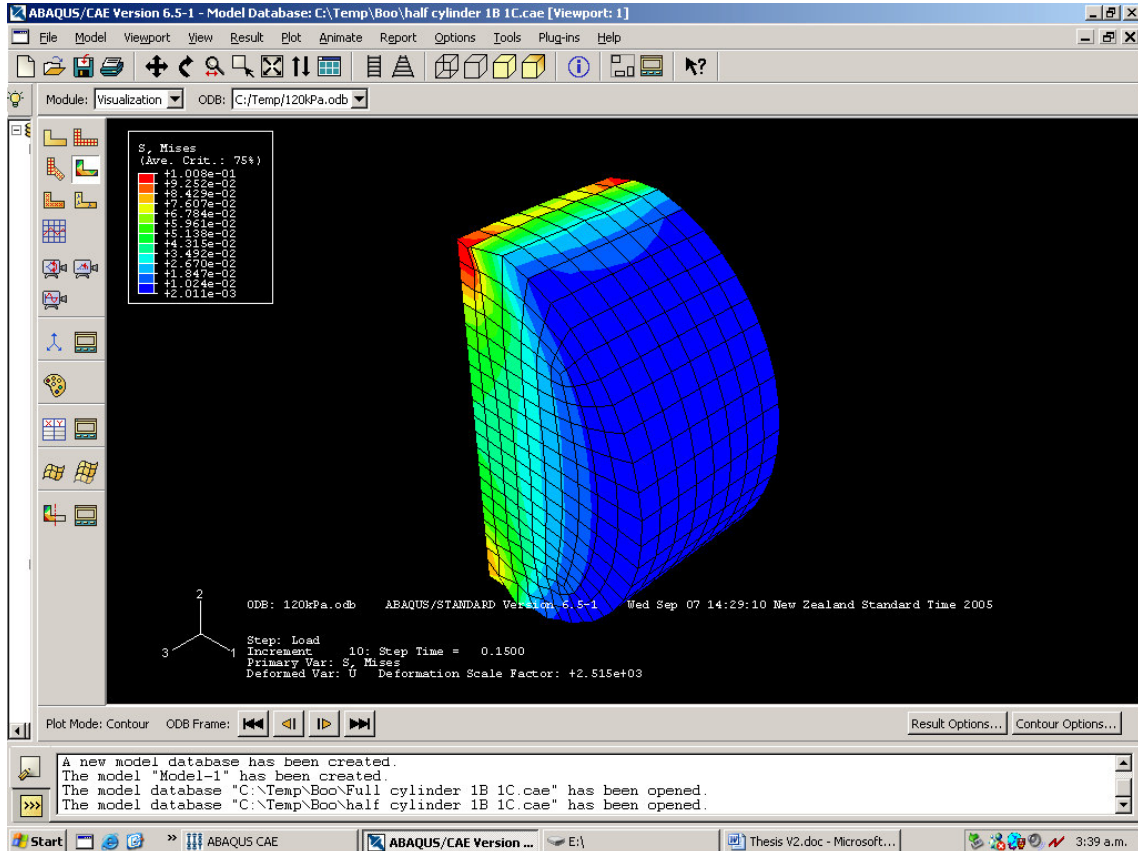 ABAQUS/CAE Version 6.5-1 - Model Database: C:\Temp\Boo\half cylinder 1B 1C.cae [Viewport: 1]
File Model Viewport View Result Plot Animate Report Options Tools Plug-ins Help
Module: Visualization ODB: C:/Temp/120kPa.odb
S, Mises
(Ave. Crit.: 75%)
+1.008e-01
+9.252e-02
+8.429e-02
+7.607e-02
+6.784e-02
+5.961e-02
+5.138e-02
+4.315e-02
+3.492e-02
+2.670e-02
+1.847e-02
+1.024e-02
+2.011e-03
2
3
1
ODB: 120kPa.odb ABAQUS/STANDARD Version 6.5-1 Wed Sep 07 14:29:10 New Zealand Standard Time 2005
Step: Load
Increment 10: Step Time = 0.1500
Primary Var: S, Mises
Deformed Var: U Deformation Scale Factor: +2.515e+03
Plot Mode: Contour ODB Frame: Result Options... Contour Options...
A new model database has been created.
The model "Model-1" has been created.
The model database "C:\Temp\Boo\Full cylinder 1B 1C.cae" has been opened.
The model database "C:\Temp\Boo\half cylinder 1B 1C.cae" has been opened.
Start » ABAQUS CAE ABAQUS/CAE Version ... E:\ Thesis V2.doc - Microsoft... 3:39 a.m.